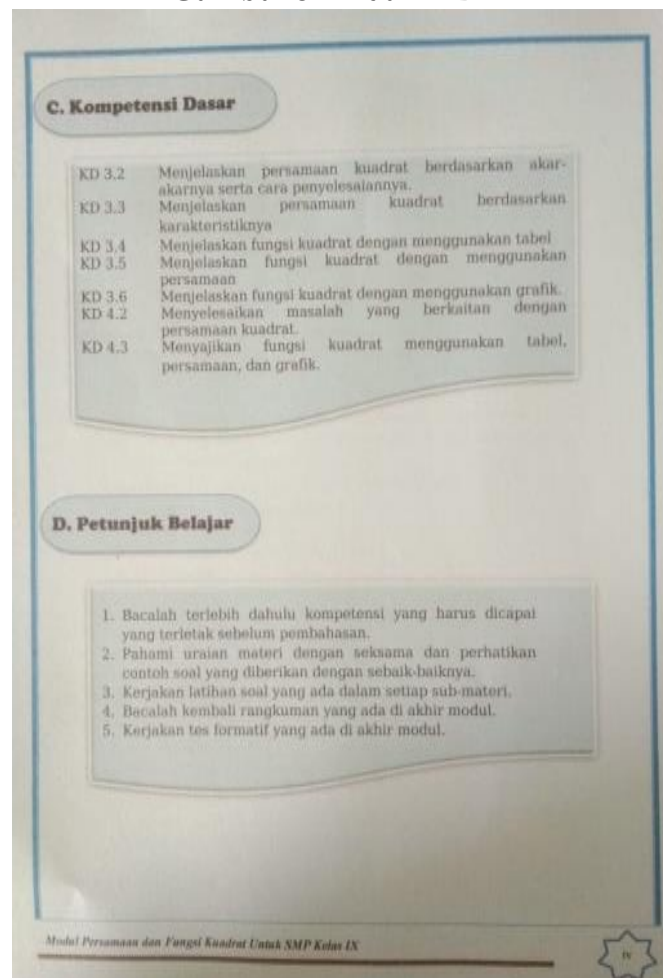 C. Kompetensi Dasar
KD 3.2 Menjelaskan persamaan kuadrat berdasarkan akar-
akarnya serta cara penyelesaiannya.
KD 3.3 Menjelaskan persamaan kuadrat berdasarkan
karakteristiknya
KD 3.4 Menjelaskan fungsi kuadrat dengan menggunakan tabel
KD 3.5 Menjelaskan fungsi kuadrat dengan menggunakan
persamaan
KD 3.6 Menjelaskan fungsi kuadrat dengan menggunakan grafik.
KD 4.2 Menyelesaikan masalah yang berkaitan dengan
persamaan kuadrat.
KD 4.3 Menyajikan fungsi kuadrat menggunakan tabel,
persamaan, dan grafik.
D. Petunjuk Belajar
1. Bacalah terlebih dahulu kompetensi yang harus dicapai
yang terletak sebelum pembahasan.
2. Pahami uraian materi dengan seksama dan perhatikan
contoh soal yang diberikan dengan sebaik-baiknya.
3. Kerjakan latihan soal yang ada dalam setiap sub-materi.
4. Bacalah kembali rangkuman yang ada di akhir modul.
5. Kerjakan tes formatif yang ada di akhir modul.
Modul Persamaan dan Fungsi Kuadrat Untuk SMP Kelas IX